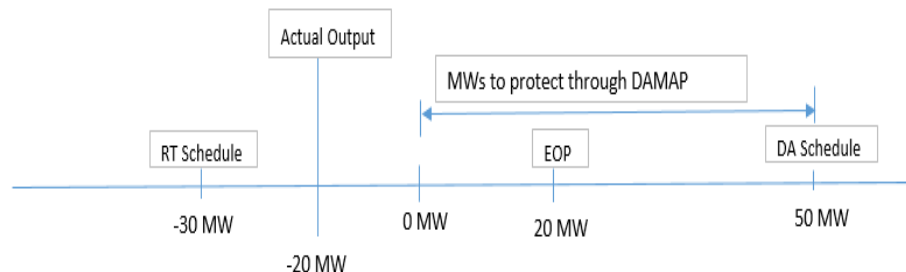 Actual Output
MWs to protect through DAMAP
RT Schedule
EOP
DA Schedule
-30 MW
0 MW
20 MW
50 MW
-20 MW